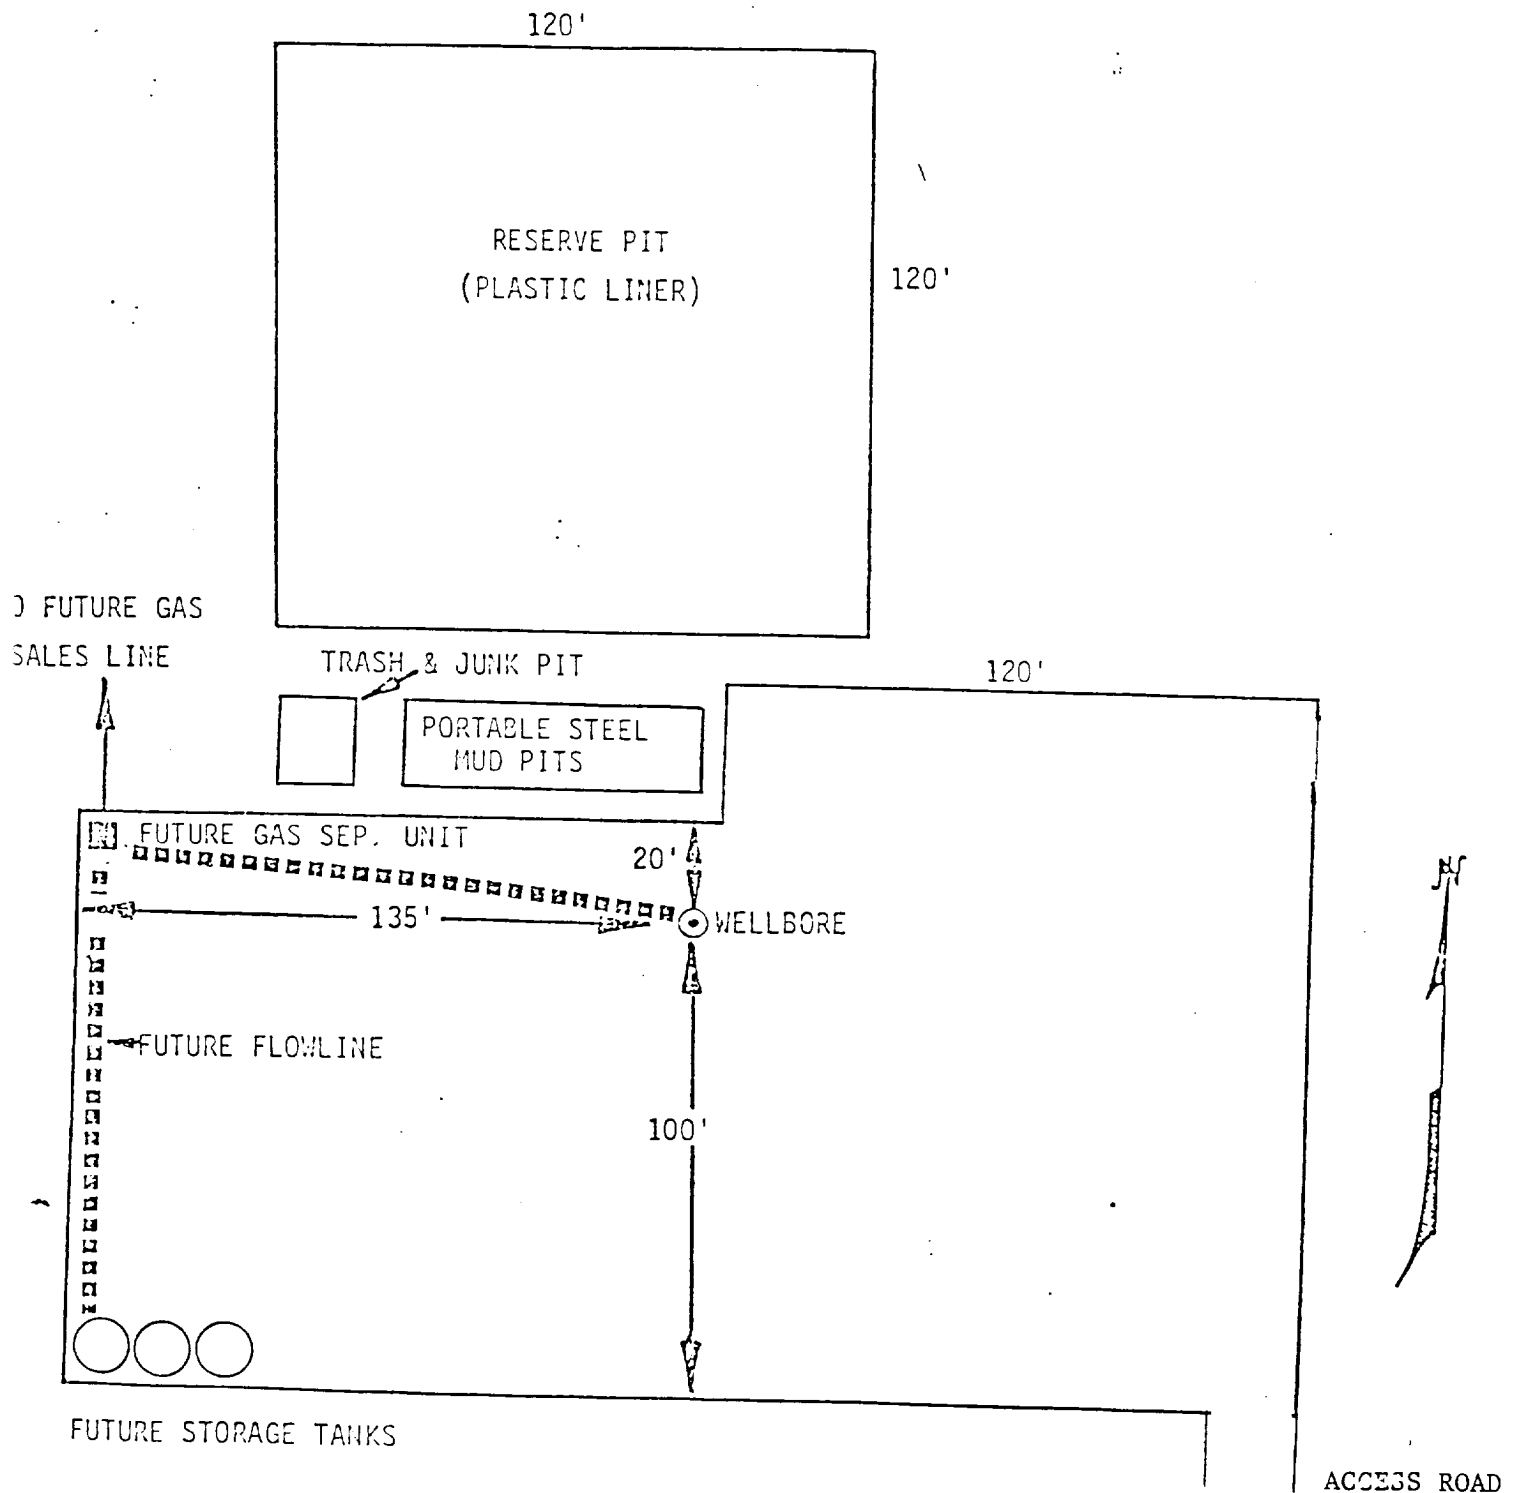 120'
RESERVE PIT
(PLASTIC LINER)
120'
FUTURE GAS
SALES LINE
TRASH & JUNK PIT
120'
PORTABLE STEEL
MUD PITS
FUTURE GAS SEP. UNIT
20'
135'
WELLBORE
N
FUTURE FLOWLINE
100'
FUTURE STORAGE TANKS
ACCESS ROAD